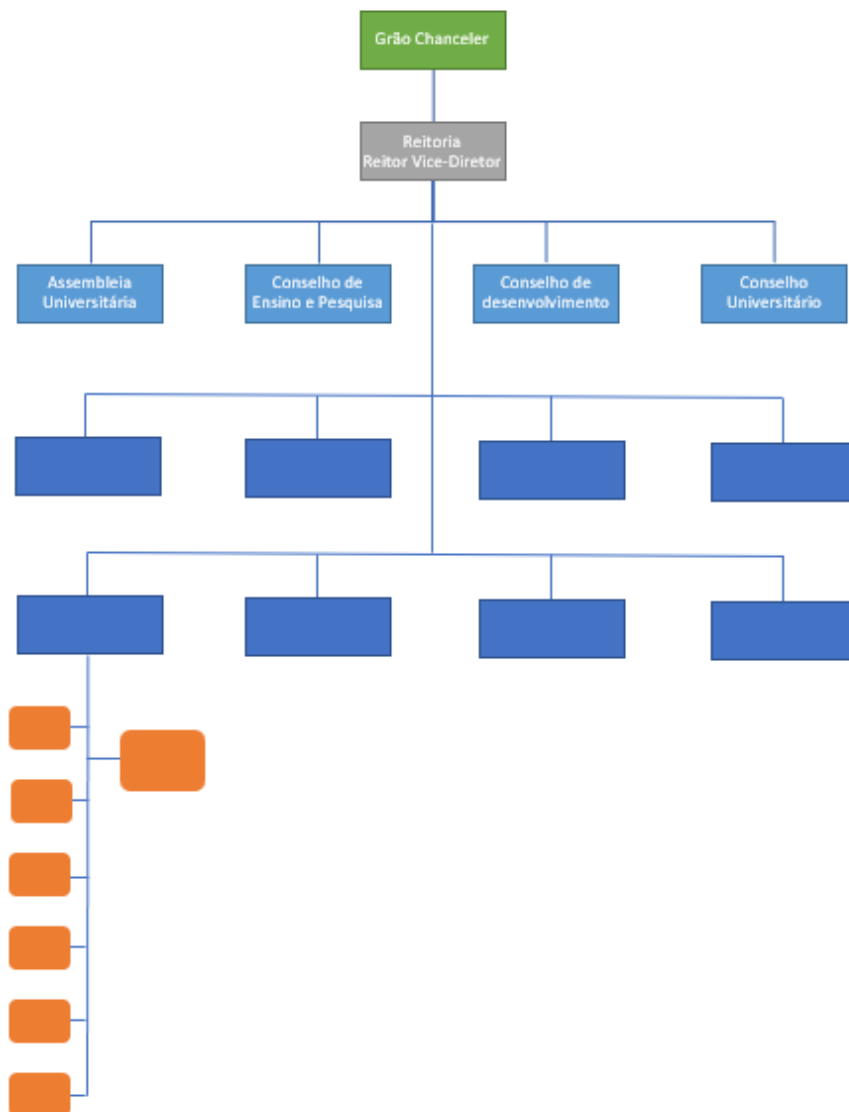 Grão Chanceler
Reitoria
Reitor Vice-Diretor
Assembleia
Universitária
Conselho de
Ensino e Pesquisa
Conselho de
desenvolvimento
Conselho
Universitário